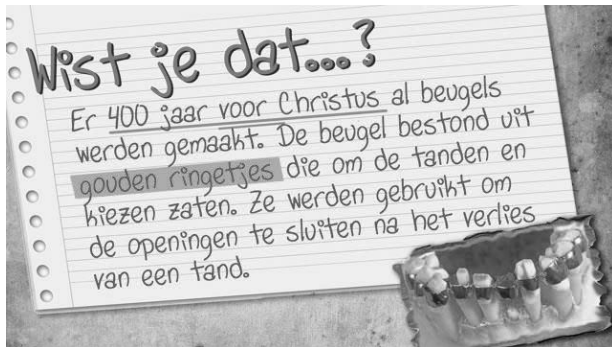 Wist je dat...?
Er 400 jaar voor Christus al beugels
werden gemaakt. De beugel bestond uit
gouden ringetjes die om de tanden en
kiezen zaten. Ze werden gebruikt om
de openingen te sluiten na het verlies
van een tand.